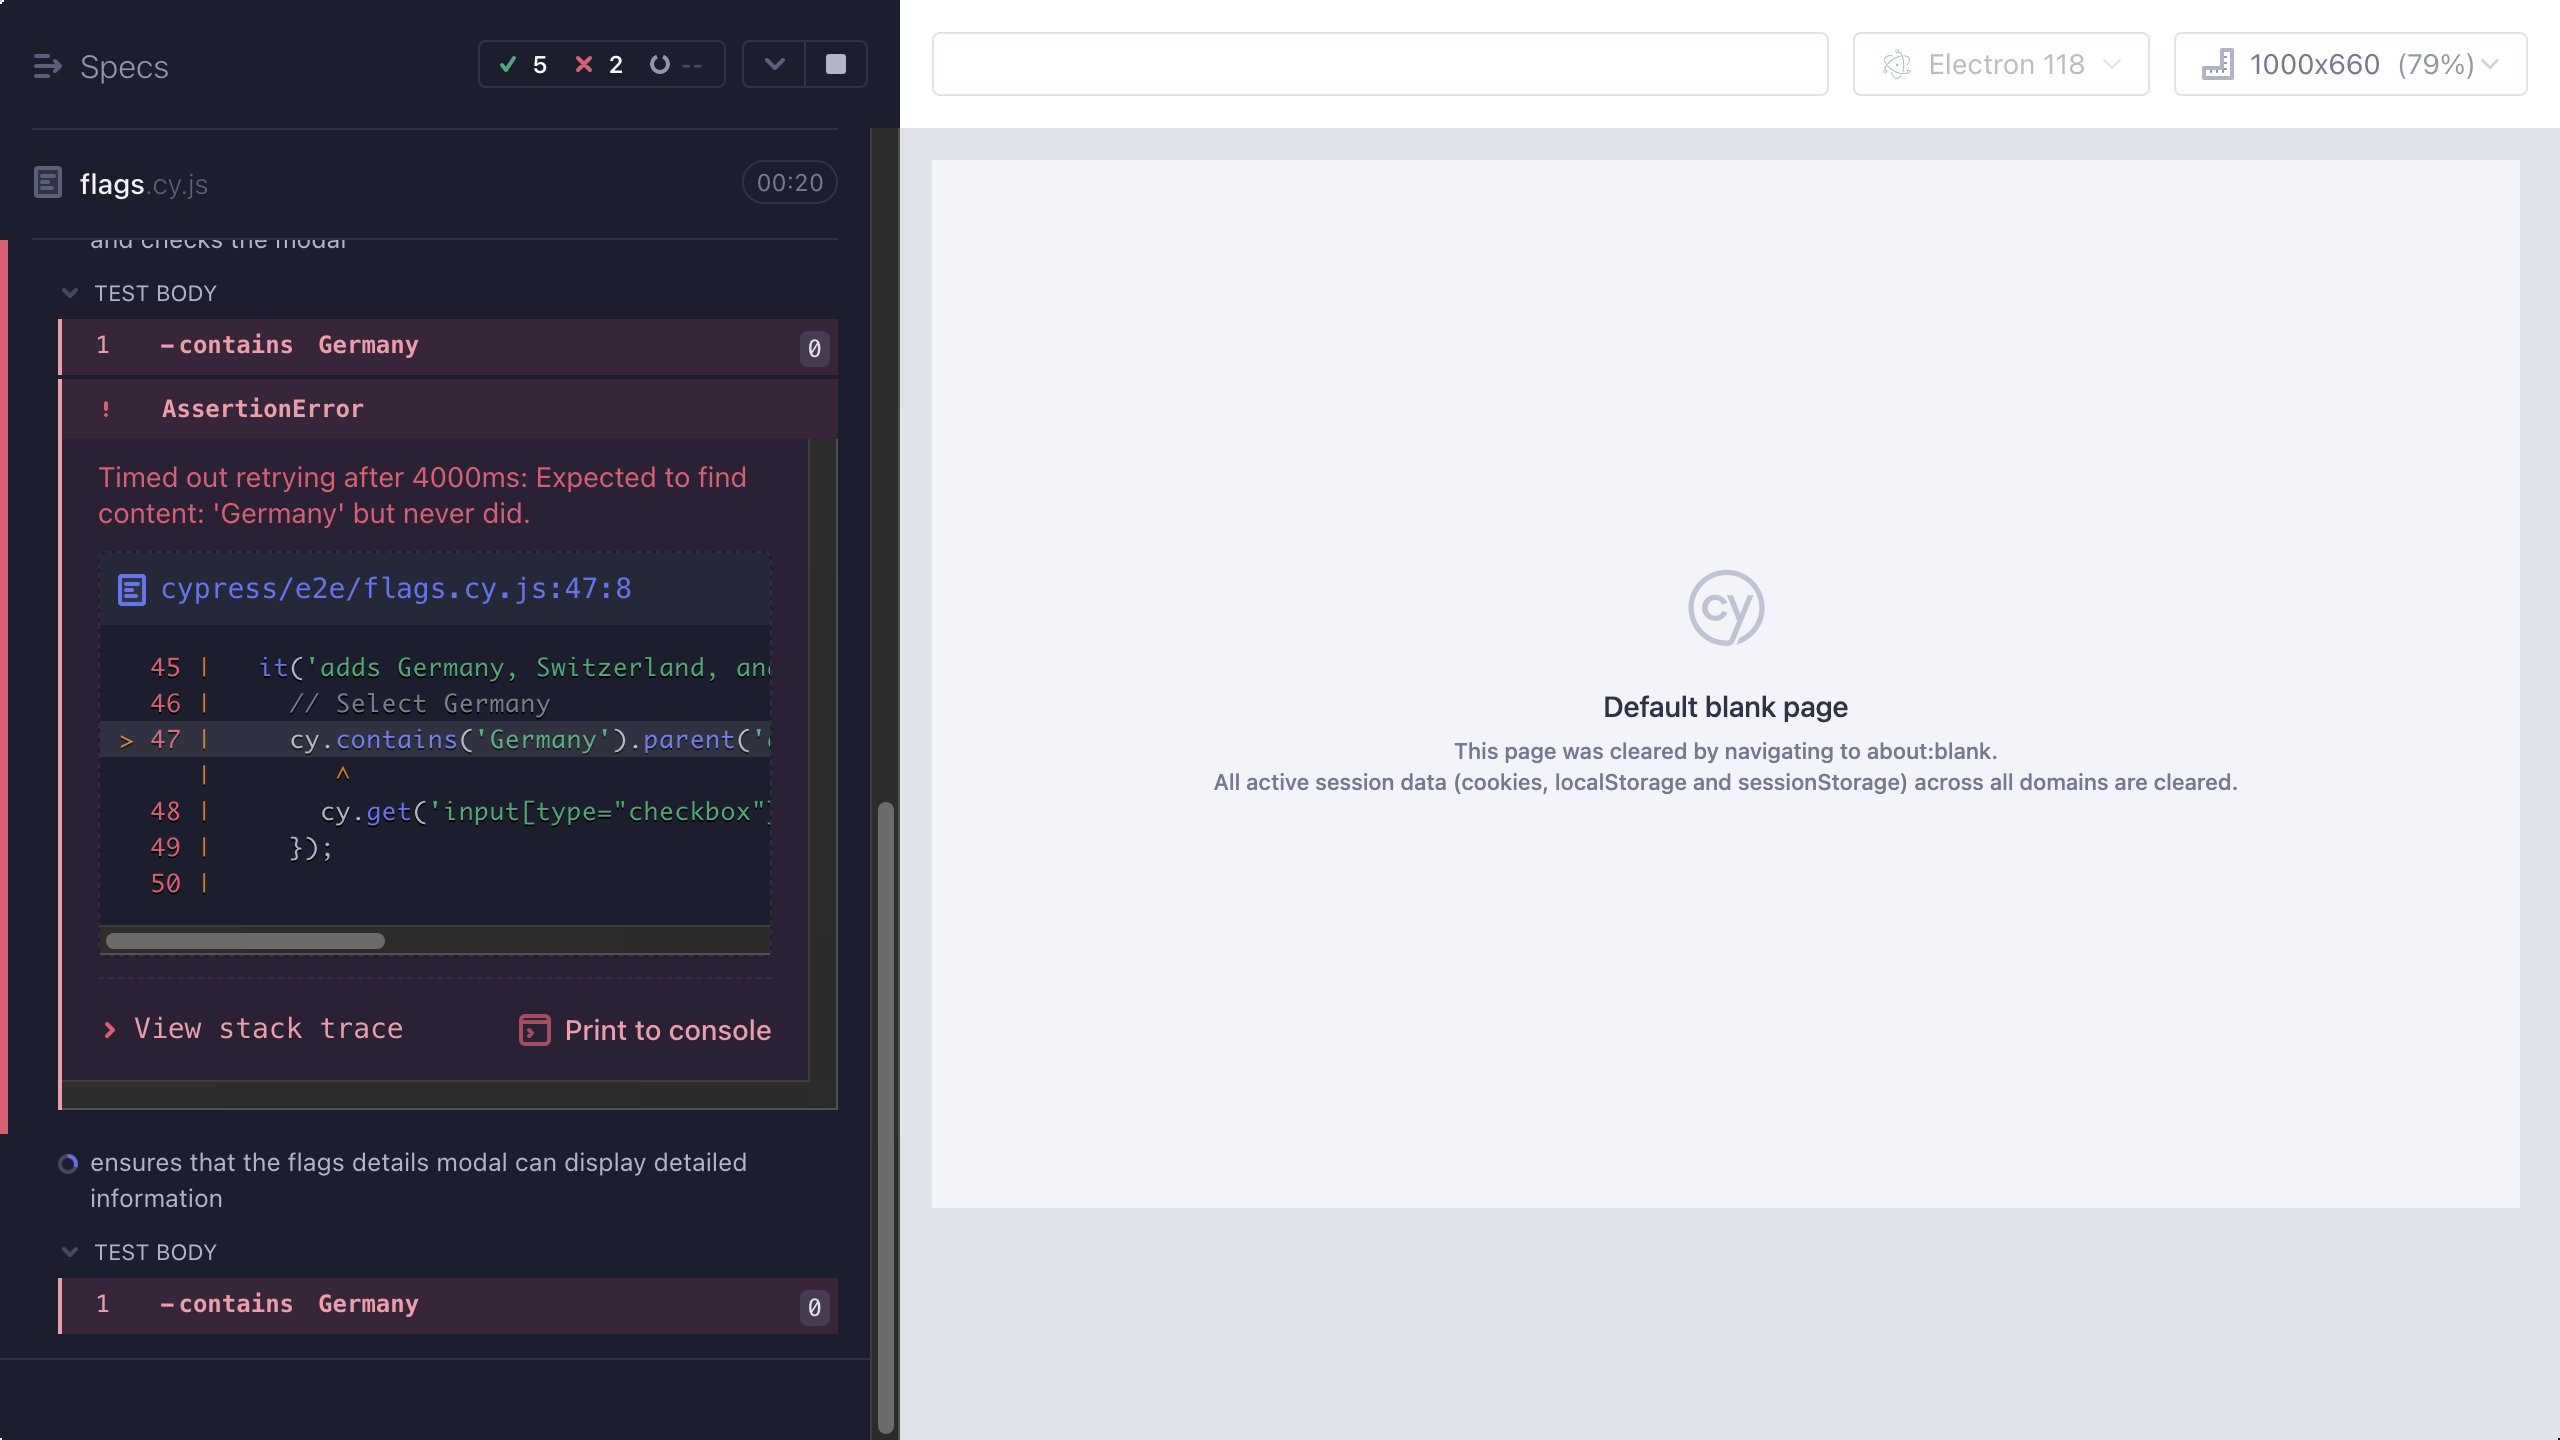 Specs
5 2 --
flags.cy.js
00:20
and checks the modal
TEST BODY
1 -contains Germany 0
! AssertionError
Timed out retrying after 4000ms: Expected to find
content: 'Germany' but never did.
cypress/e2e/flags.cy.js:47:8
45 | it('adds Germany, Switzerland, and
46 | // Select Germany
> 47 | cy.contains('Germany').parent('
| ^
48 | cy.get('input[type="checkbox"]
49 | });
50 |
View stack trace
Print to console
ensures that the flags details modal can display detailed
information
TEST BODY
1 -contains Germany 0
Electron 118
1000x660 (79%)
cy
Default blank page
This page was cleared by navigating to about:blank.
All active session data (cookies, localStorage and sessionStorage) across all domains are cleared.